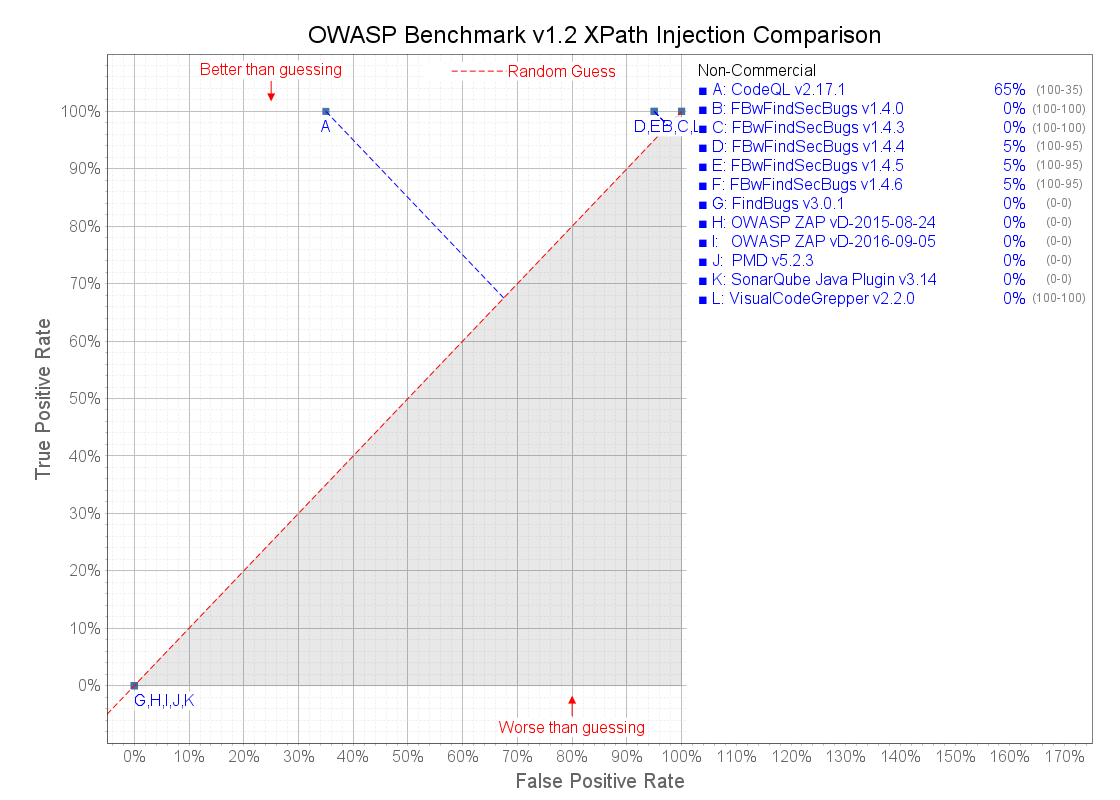 OWASP Benchmark v1.2 XPath Injection Comparison
Better than guessing
Random Guess
Non-Commercial
A: CodeQL v2.17.1 65% (100-35)
B: FBwFindSecBugs v1.4.0 0% (100-100)
C: FBwFindSecBugs v1.4.3 0% (100-100)
D: FBwFindSecBugs v1.4.4 5% (100-95)
E: FBwFindSecBugs v1.4.5 5% (100-95)
F: FBwFindSecBugs v1.4.6 5% (100-95)
G: FindBugs v3.0.1 0% (0-0)
H: OWASP ZAP vD-2015-08-24 0% (0-0)
I: OWASP ZAP vD-2016-09-05 0% (0-0)
J: PMD v5.2.3 0% (0-0)
K: SonarQube Java Plugin v3.14 0% (0-0)
L: VisualCodeGrepper v2.2.0 0% (100-100)
100%
90%
80%
70%
60%
50%
40%
30%
20%
10%
0%
True Positive Rate
A
D,EB,C,L
G,H,I,J,K
Worse than guessing
0% 10% 20% 30% 40% 50% 60% 70% 80% 90% 100% 110% 120% 130% 140% 150% 160% 170%
False Positive Rate